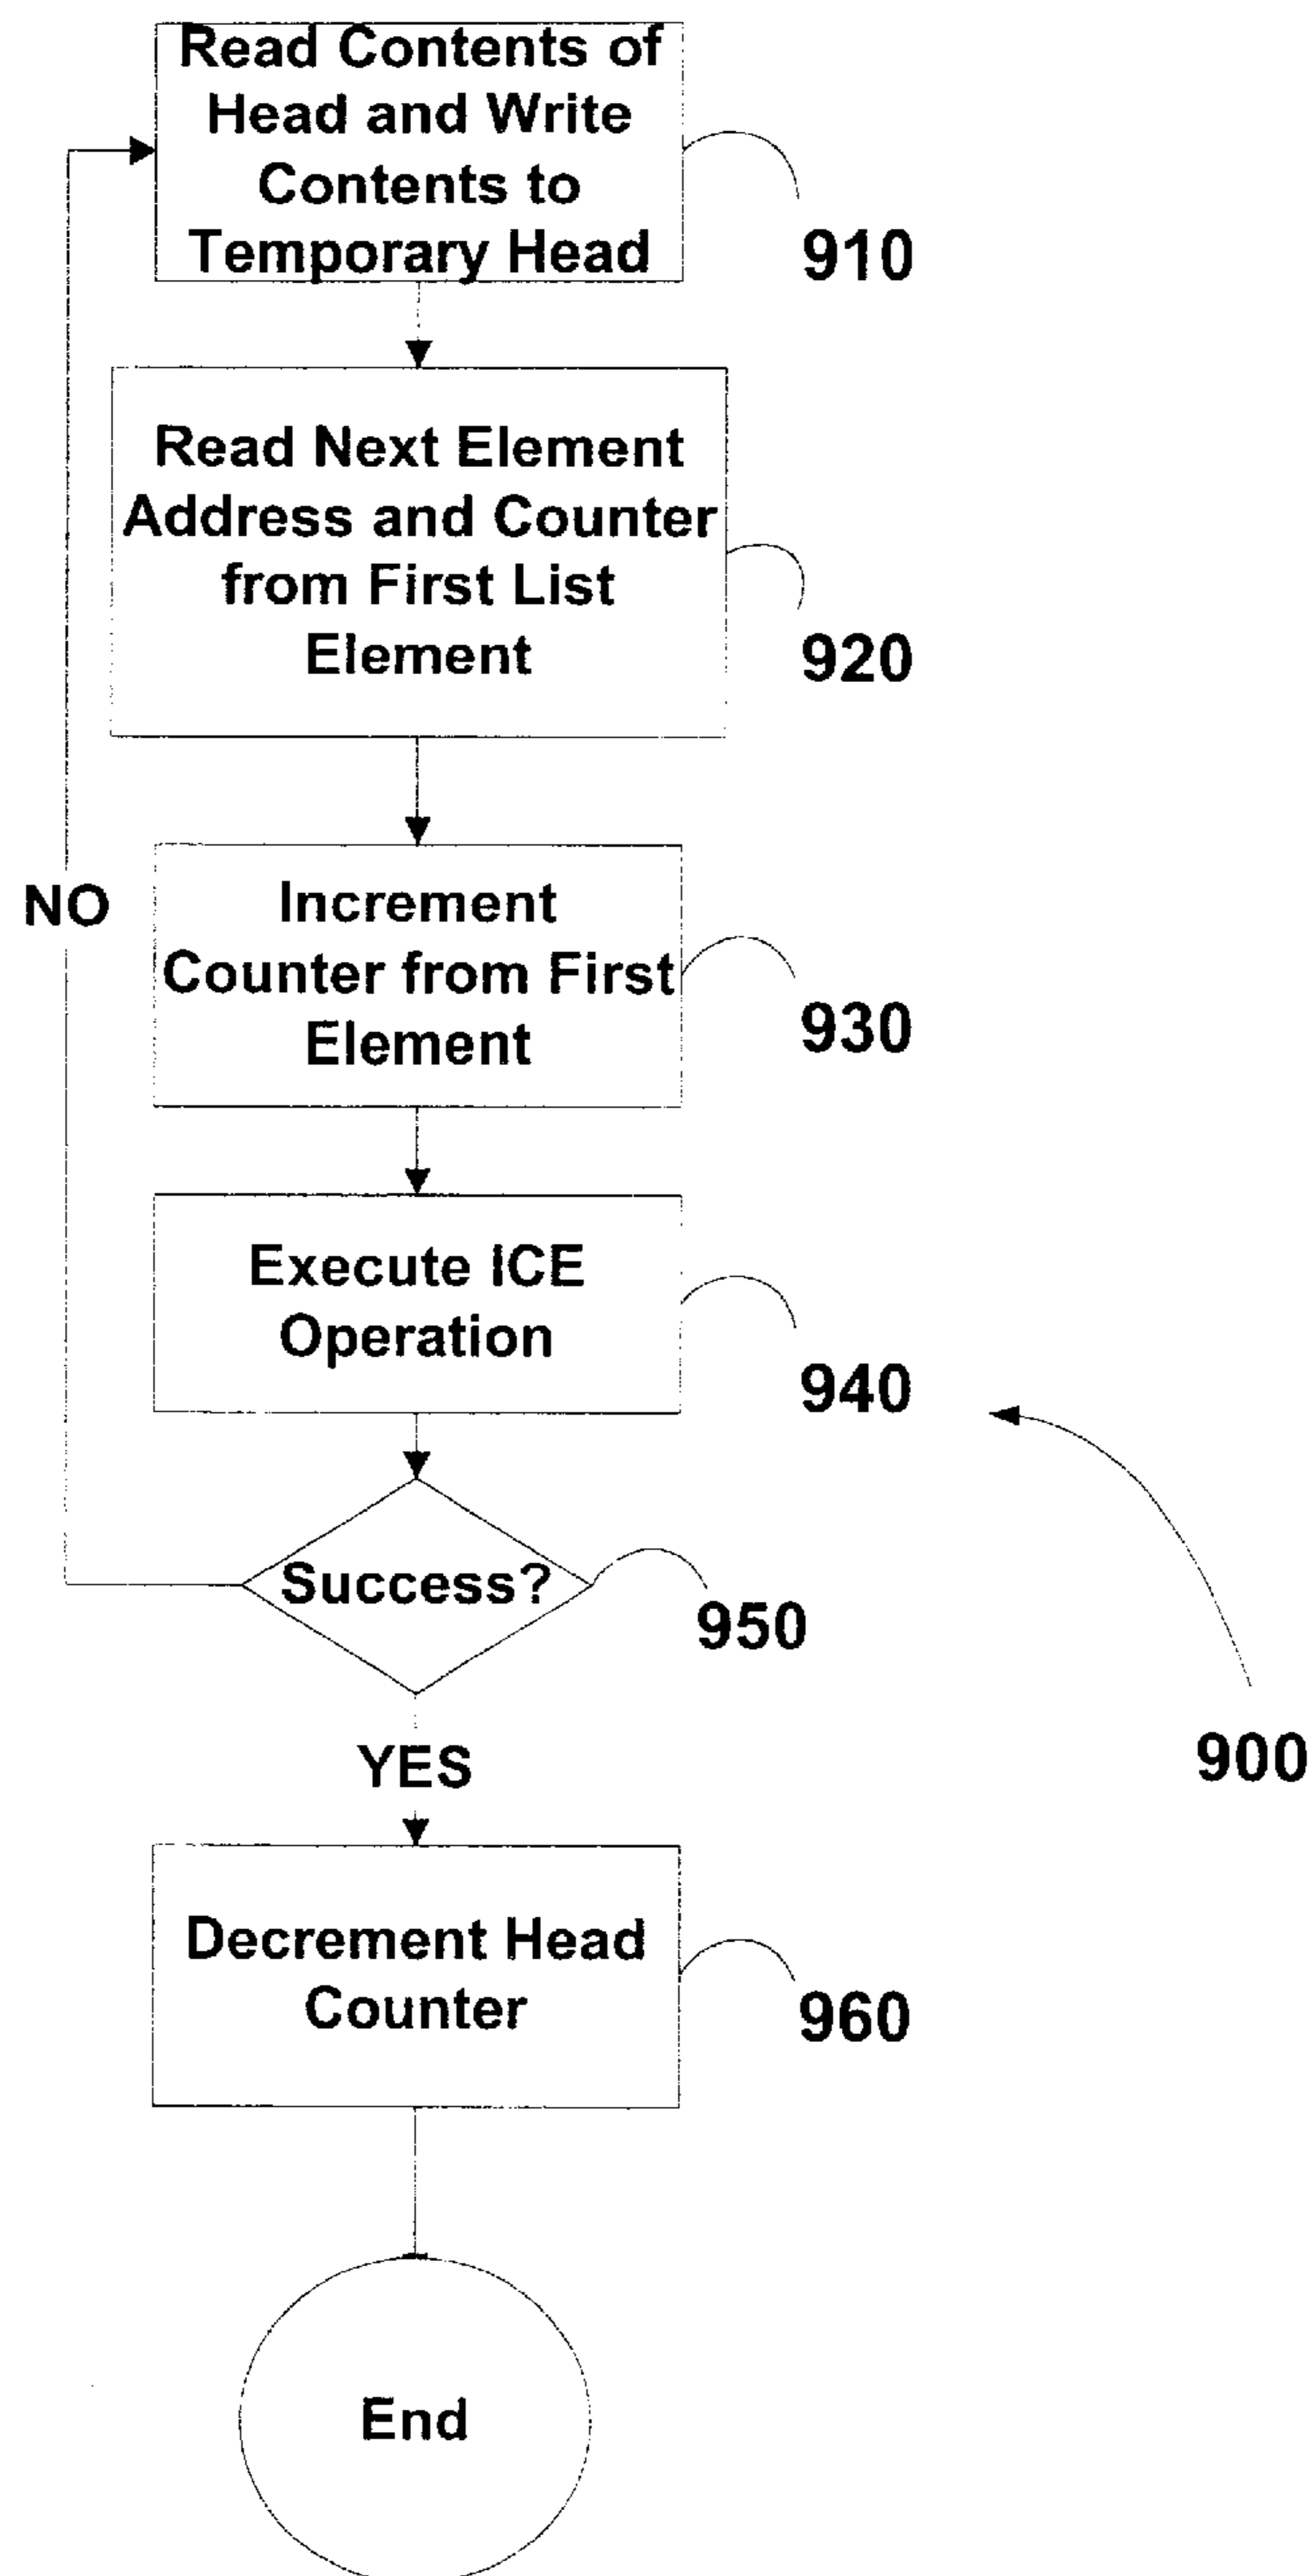 Read Contents of
Head and Write
Contents to
Temporary Head
910
Read Next Element
Address and Counter
from First List
Element
920
NO
Increment
Counter from First
Element
930
Execute ICE
Operation
940
Success?
950
YES
900
Decrement Head
Counter
960
End